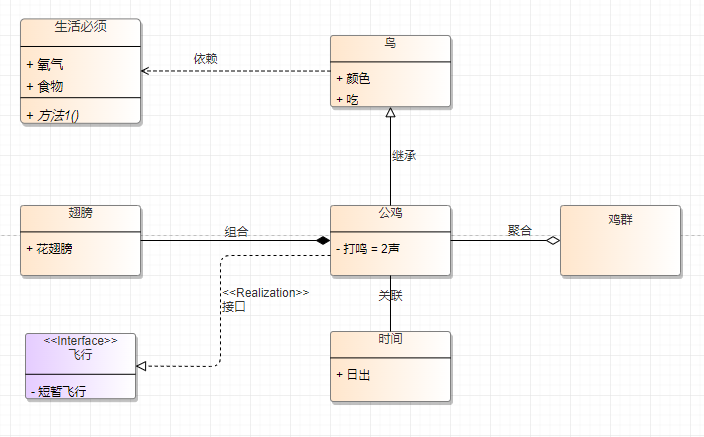 生活必须
+ 氧气
+ 食物
+ 方法1()
依赖
鸟
+ 颜色
+ 吃
继承
翅膀
+ 花翅膀
组合
公鸡
- 打鸣 = 2声
聚合
鸡群
<<Realization>>
接口
关联
<<Interface>>
飞行
- 短暂飞行
时间
+ 日出